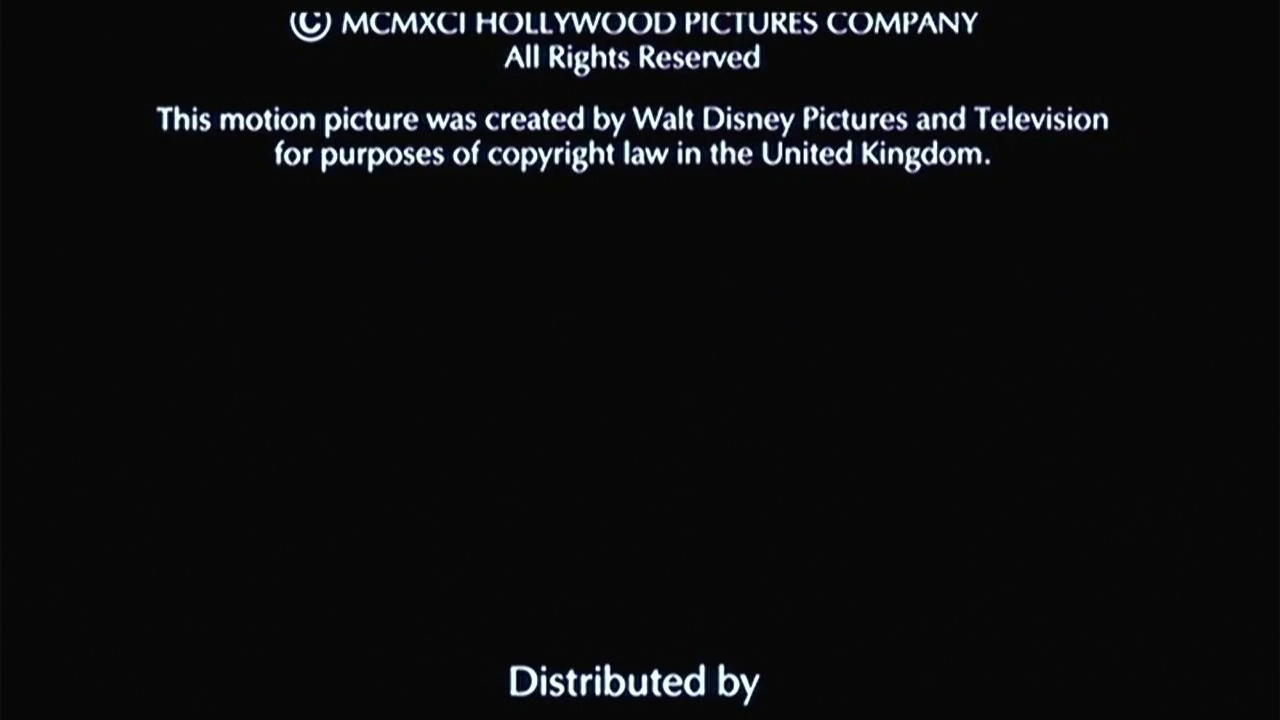 © MCMXCI HOLLYWOOD PICTURES COMPANY
All Rights Reserved
This motion picture was created by Walt Disney Pictures and Television
for purposes of copyright law in the United Kingdom.
Distributed by